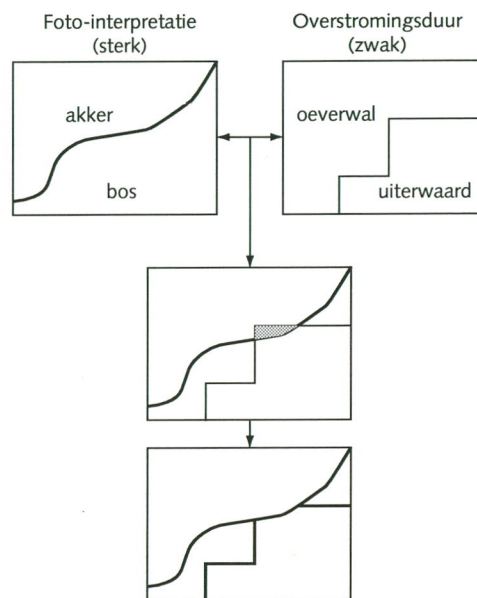 Foto-interpretatie
(sterk)
Overstromingsduur
(zwak)
akker
bos
oeverwal
uiterwaard